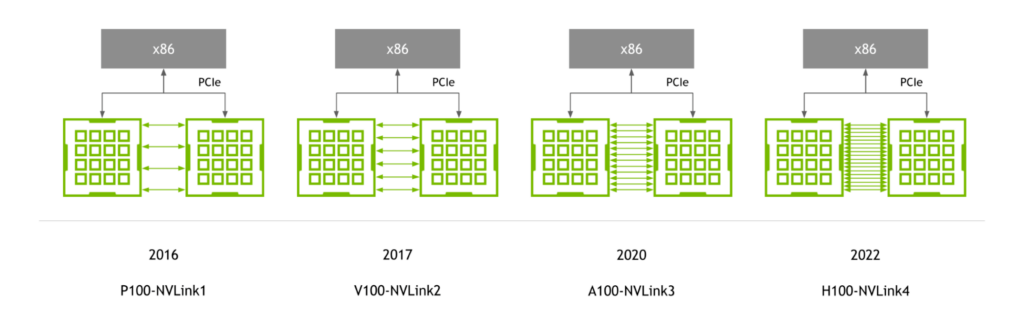 x86
x86
x86
x86
PCIe
PCIe
PCIe
PCIe
2016
2017
2020
2022
P100-NVLink1
V100-NVLink2
A100-NVLink3
H100-NVLink4